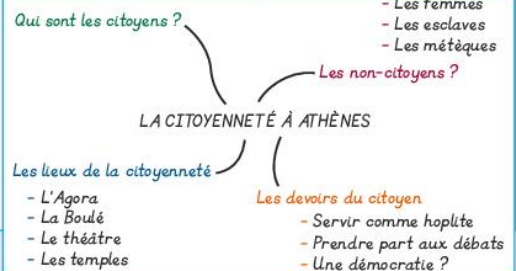 Qui sont les citoyens ?
- Les femmes
- Les esclaves
- Les métèques
Les non-citoyens ?
LA CITOYENNETÉ À ATHÈNES
Les lieux de la citoyenneté
- L'Agora
- La Boulé
- Le théâtre
- Les temples
Les devoirs du citoyen
- Servir comme hoplite
- Prendre part aux débats
- Une démocratie ?